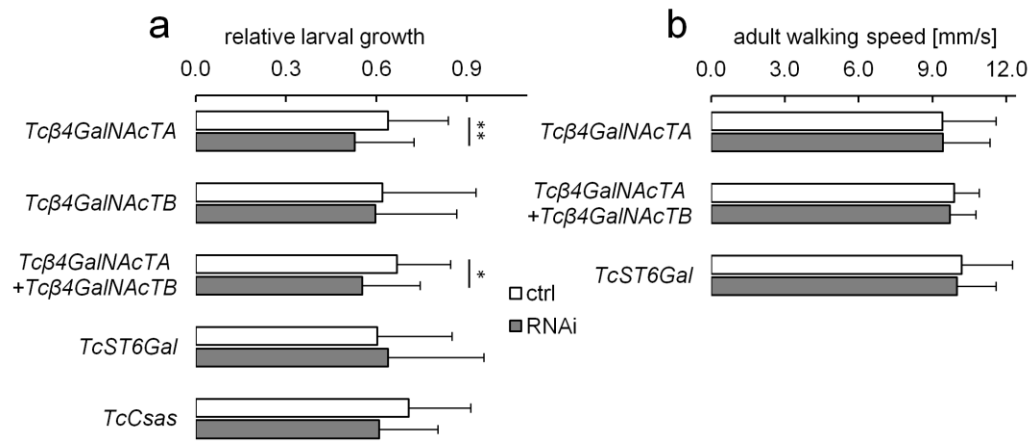 a
relative larval growth
0.0 0.3 0.6 0.9
Tcβ4GalNAcTA
**
Tcβ4GalNAcTB
Tcβ4GalNAcTA
+Tcβ4GalNAcTB
*
TcST6Gal
TcCsas
ctrl
RNAi
b
adult walking speed [mm/s]
0.0 3.0 6.0 9.0 12.0
Tcβ4GalNAcTA
Tcβ4GalNAcTA
+Tcβ4GalNAcTB
TcST6Gal